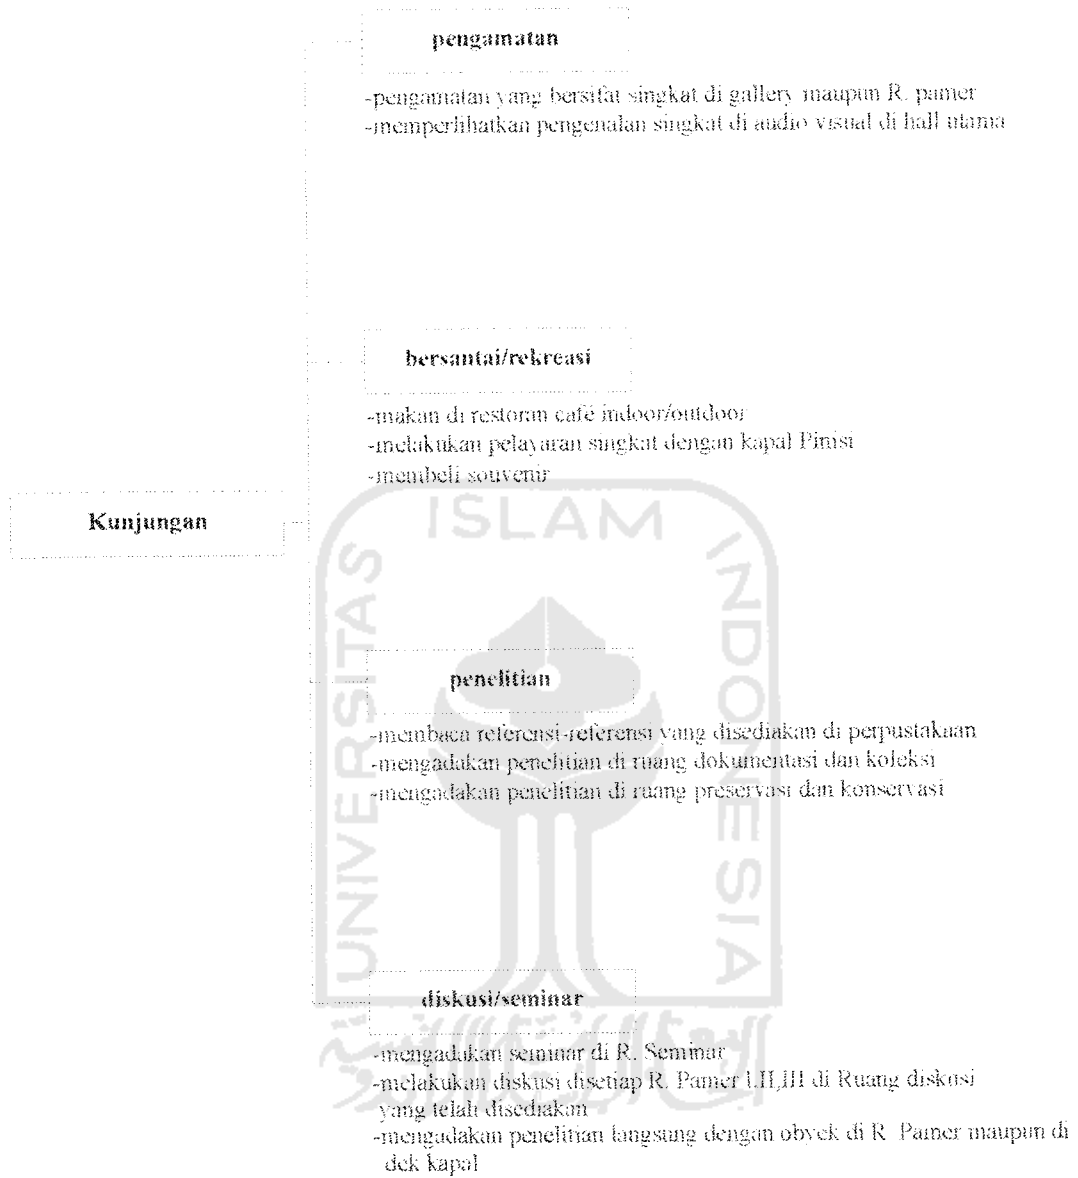 pengamatan
-pengamatan yang bersifat singkat di gallery maupun R. pamer
-memperlihatkan pengenalan singkat di audio visual di hall utama
bersantai/rekreasi
-makan di restoran café indoor/outdoor
-melakukan pelayaran singkat dengan kapal Pinisi
-membeli souvenir
Kunjungan
UNIVERSITAS
ISLAM
INDONESIA
penelitian
-membaca referensi-referensi yang disediakan di perpustakaan
-mengadakan penelitian di ruang dokumentasi dan koleksi
-mengadakan penelitian di ruang preservasi dan konservasi
diskusi/seminar
-mengadakan seminar di R. Seminar
-melakukan diskusi disetiap R. Pamer I,II,III di Ruang diskusi
yang telah disediakan
-mengadakan penelitian langsung dengan obyek di R. Pamer maupun di
dek kapal